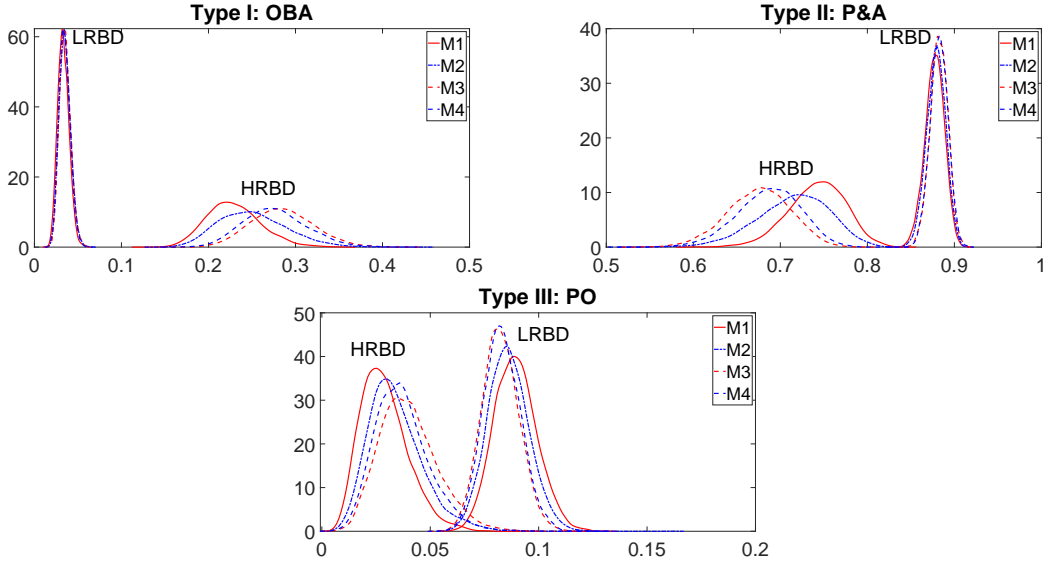 Type I: OBA
60
40
20
0
0
0.1
0.2
0.3
0.4
0.5
LRBD
HRBD
M1
M2
M3
M4
Type II: P&A
40
30
20
10
0
0.5
0.6
0.7
0.8
0.9
1
LRBD
HRBD
M1
M2
M3
M4
Type III: PO
50
40
30
20
10
0
0
0.05
0.1
0.15
0.2
HRBD
LRBD
M1
M2
M3
M4